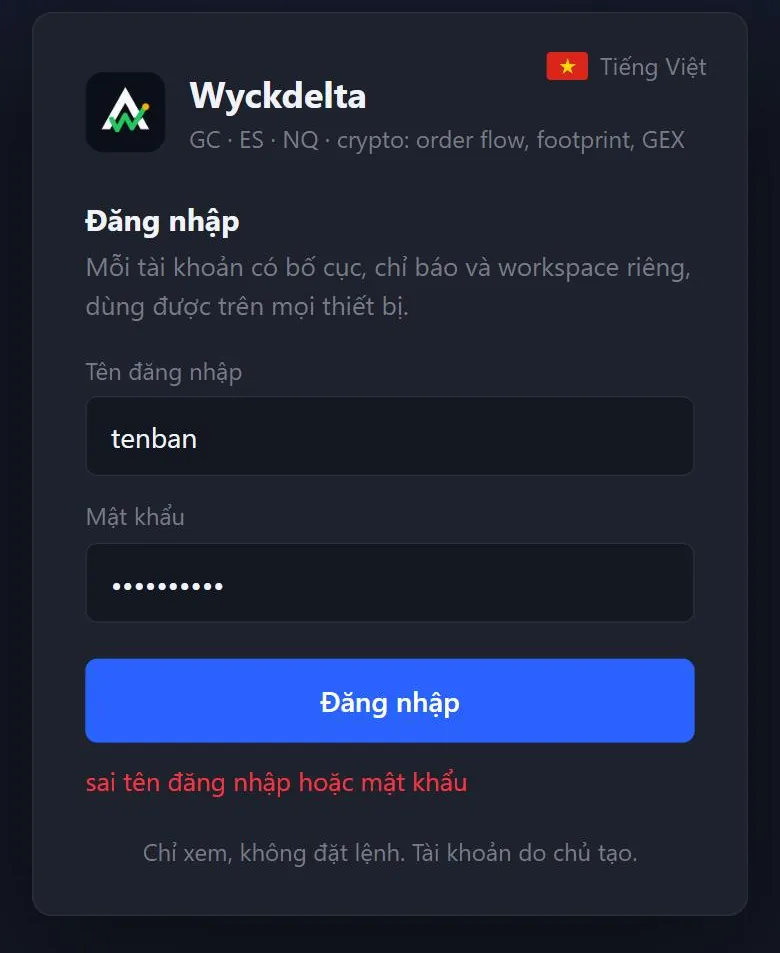 Tiếng Việt
Wyckdelta
GC · ES · NQ · crypto: order flow, footprint, GEX
Đăng nhập
Mỗi tài khoản có bố cục, chỉ báo và workspace riêng,
dùng được trên mọi thiết bị.
Tên đăng nhập
tenban
Mật khẩu
••••••••••
Đăng nhập
sai tên đăng nhập hoặc mật khẩu
Chỉ xem, không đặt lệnh. Tài khoản do chủ tạo.